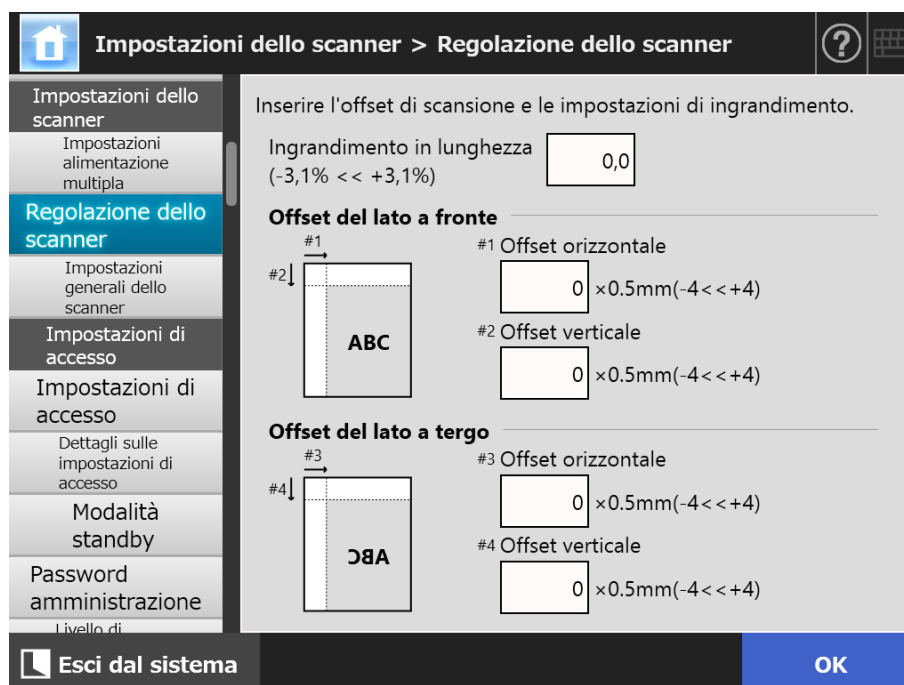 Impostazioni dello scanner > Regolazione dello scanner
?
Impostazioni dello
scanner
Impostazioni
alimentazione
multipla
Regolazione dello
scanner
Impostazioni
generali dello
scanner
Impostazioni di
accesso
Impostazioni di
accesso
Dettagli sulle
impostazioni di
accesso
Modalità
standby
Password
amministrazione
Livello di
Inserire l'offset di scansione e le impostazioni di ingrandimento.
Ingrandimento in lunghezza
(-3,1% << +3,1%)
0,0
Offset del lato a fronte
#1
#2
ABC
#1 Offset orizzontale
0 ×0.5mm(-4<<+4)
#2 Offset verticale
0 ×0.5mm(-4<<+4)
Offset del lato a tergo
#3
#4
ABC
#3 Offset orizzontale
0 ×0.5mm(-4<<+4)
#4 Offset verticale
0 ×0.5mm(-4<<+4)
Esci dal sistema
OK